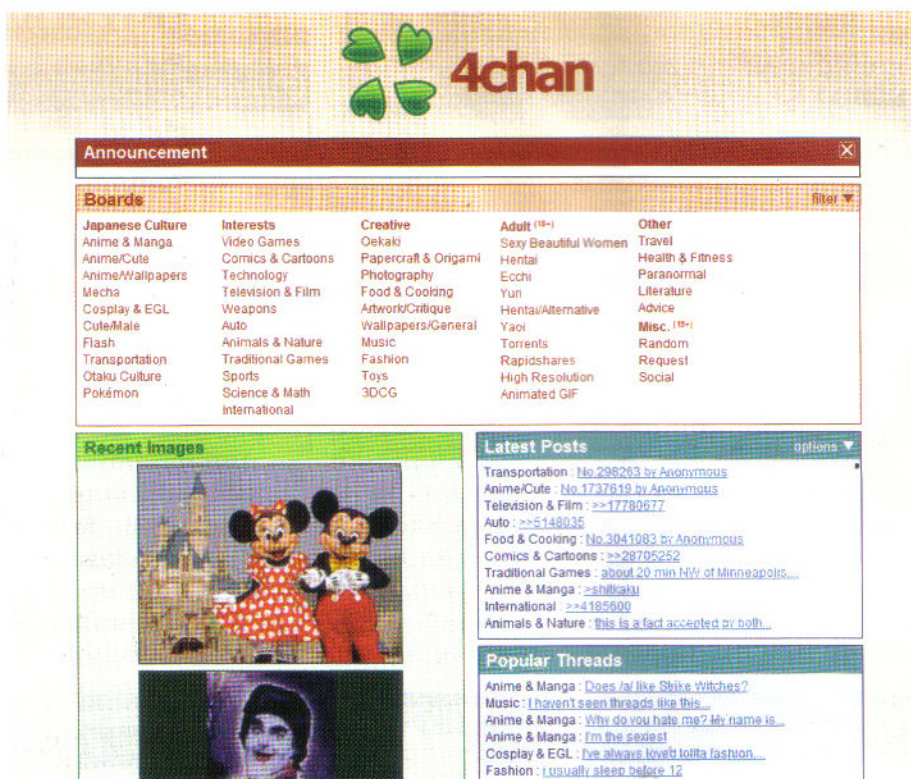 4chan
Announcement
Boards
filter ▼
Japanese Culture
Anime & Manga
Anime/Cute
Anime/Wallpapers
Mecha
Cosplay & EGL
Cute/Male
Flash
Transportation
Otaku Culture
Pokémon
Interests
Video Games
Comics & Cartoons
Technology
Television & Film
Weapons
Auto
Animals & Nature
Traditional Games
Sports
Science & Math
International
Creative
Oekaki
Papercraft & Origami
Photography
Food & Cooking
Artwork/Critique
Wallpapers/General
Music
Fashion
Toys
3DCG
Adult (18+)
Sexy Beautiful Women
Hentai
Ecchi
Yuri
Hentai/Alternative
Yaoi
Torrents
Rapidshares
High Resolution
Animated GIF
Other
Travel
Health & Fitness
Paranormal
Literature
Advice
Misc. (18+)
Random
Request
Social
Recent Images
Latest Posts
options ▼
Transportation : No.298263 by Anonymous
Anime/Cute : No.1737619 by Anonymous
Television & Film : >>17780677
Auto : >>5148035
Food & Cooking : No.3041083 by Anonymous
Comics & Cartoons : >>28705252
Traditional Games : about 20 min NW of Minneapolis....
Anime & Manga : >shitkaku
International : >>4185600
Animals & Nature : this is a fact accepted by both...
Popular Threads
Anime & Manga : Does /a/ like Strike Witches?
Music : I haven't seen threads like this...
Anime & Manga : Why do you hate me? My name is...
Anime & Manga : I'm the sexiest
Cosplay & EGL : I've always loved lolita fashion....
Fashion : i usually sleep before 12